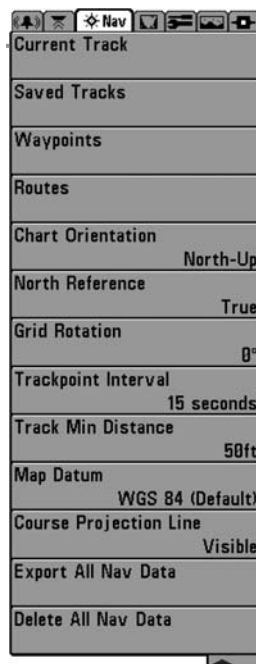 Nav
Current Track
Saved Tracks
Waypoints
Routes
Chart Orientation
North-Up
North Reference
True
Grid Rotation
0°
Trackpoint Interval
15 seconds
Track Min Distance
50ft
Map Datum
WGS 84 (Default)
Course Projection Line
Visible
Export All Nav Data
Delete All Nav Data